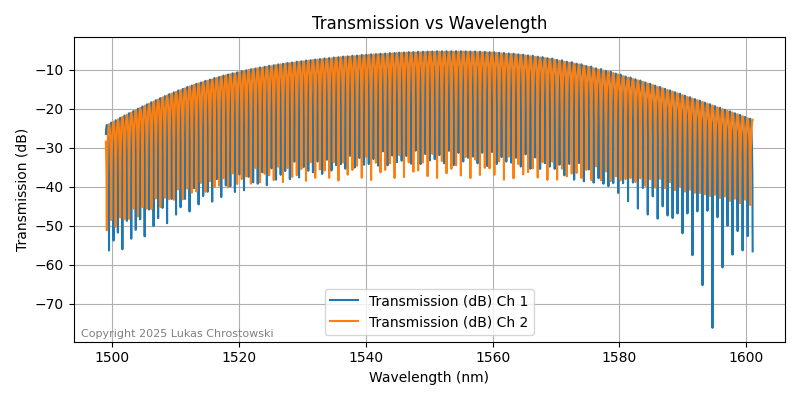 Transmission vs Wavelength
Transmission (dB)
−10
−20
−30
−40
−50
−60
−70
Transmission (dB) Ch 1
Transmission (dB) Ch 2
Copyright 2025 Lukas Chrostowski
1500 1520 1540 1560 1580 1600
Wavelength (nm)